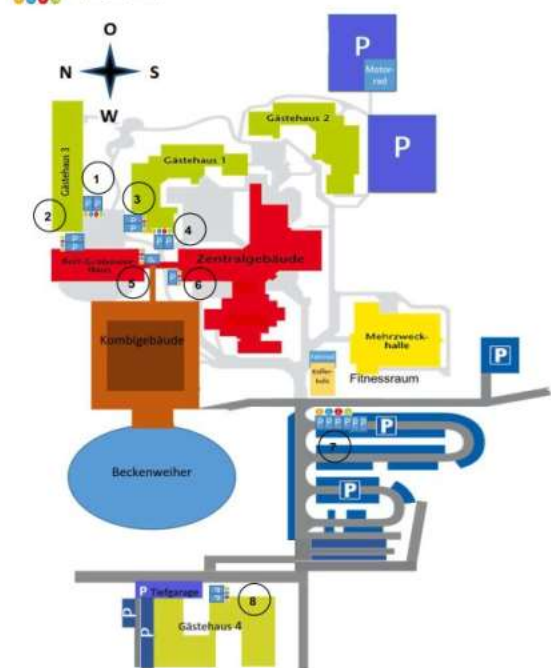 O
N S
W
P
Motor-
rad
P
Gästehaus 2
Gästehaus 3
Gästehaus 1
1
2
3
4
P P
P
P
P P
Zentralgebäude
5
6
P
Kombigebäude
Mehrzweck-
halle
Fahrrad
Fitnessraum
P
P P P P P P
P
7
P
Beckenweiher
P Tiefgarage
P
P
8
P
P
Gästehaus 4